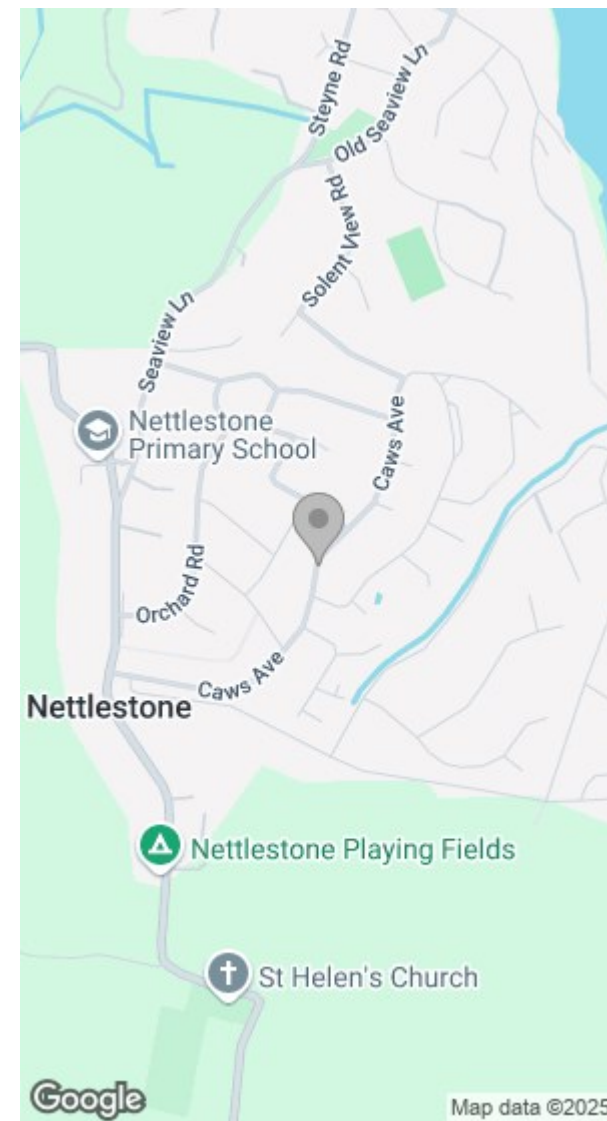 Steyne Rd
Old Seaview Ln
Solent View Rd
Seaview Ln
Nettlestone
Primary School
Caws Ave
Orchard Rd
Caws Ave
Nettlestone
Nettlestone Playing Fields
St Helen's Church
Google
Map data ©2025